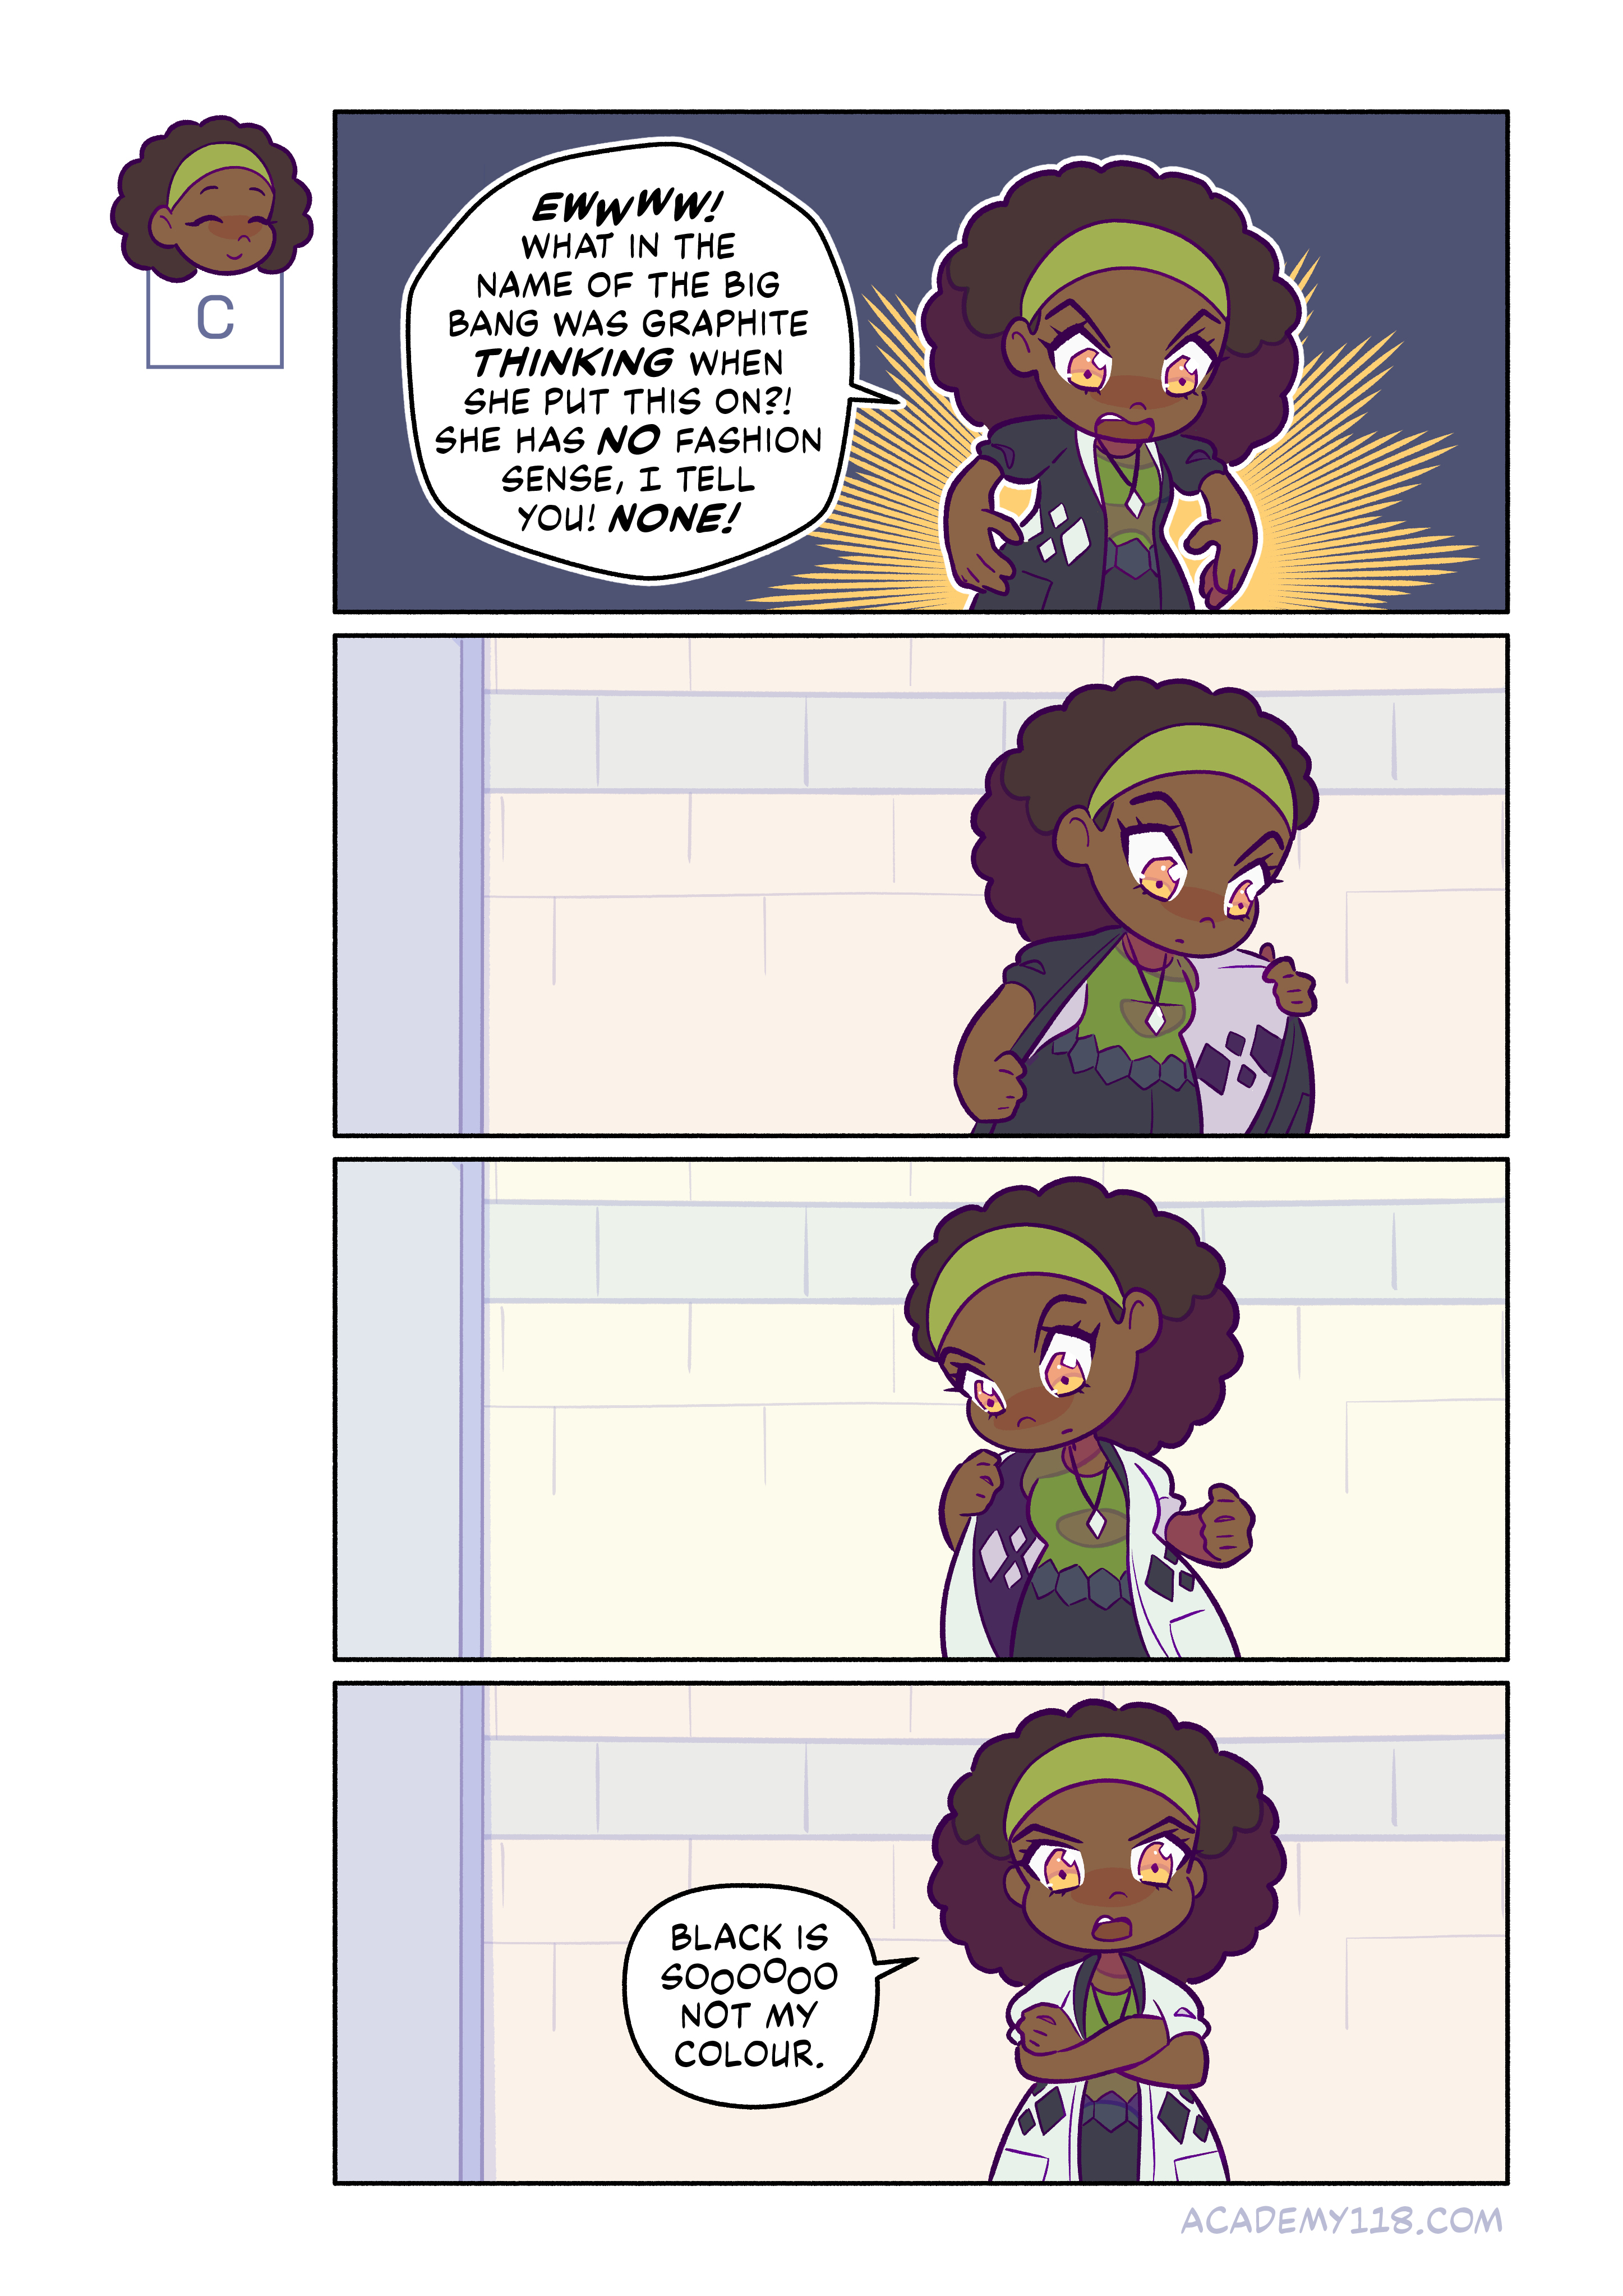 C
EWWWW!
WHAT IN THE
NAME OF THE BIG
BANG WAS GRAPHITE
THINKING WHEN
SHE PUT THIS ON?!
SHE HAS NO FASHION
SENSE, I TELL
YOU! NONE!
BLACK IS
SOOOOOO
NOT MY
COLOUR.
ACADEMY118.COM